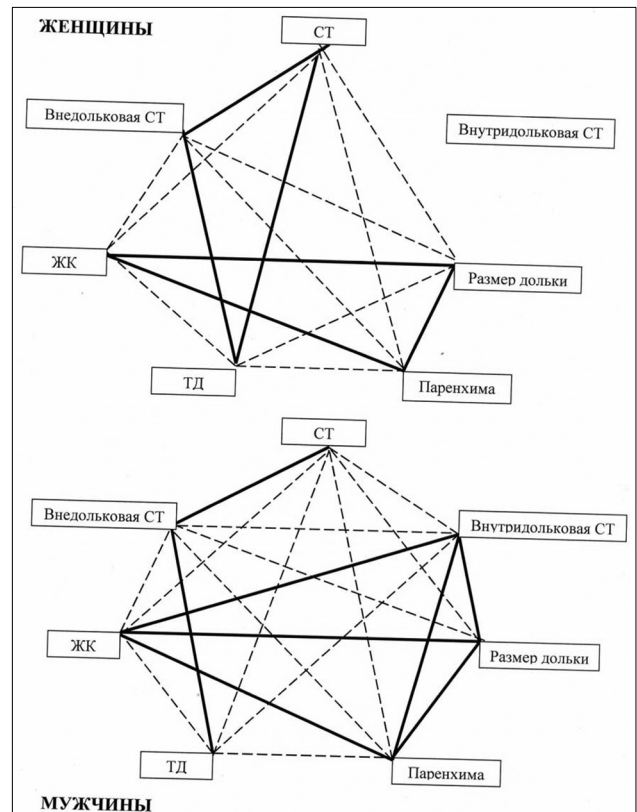 ЖЕНЩИНЫ
СТ
Внедольковая СТ
Внутридольковая СТ
ЖК
Размер дольки
ТД
Паренхима
СТ
Внедольковая СТ
Внутридольковая СТ
ЖК
Размер дольки
ТД
Паренхима
МУЖЧИНЫ